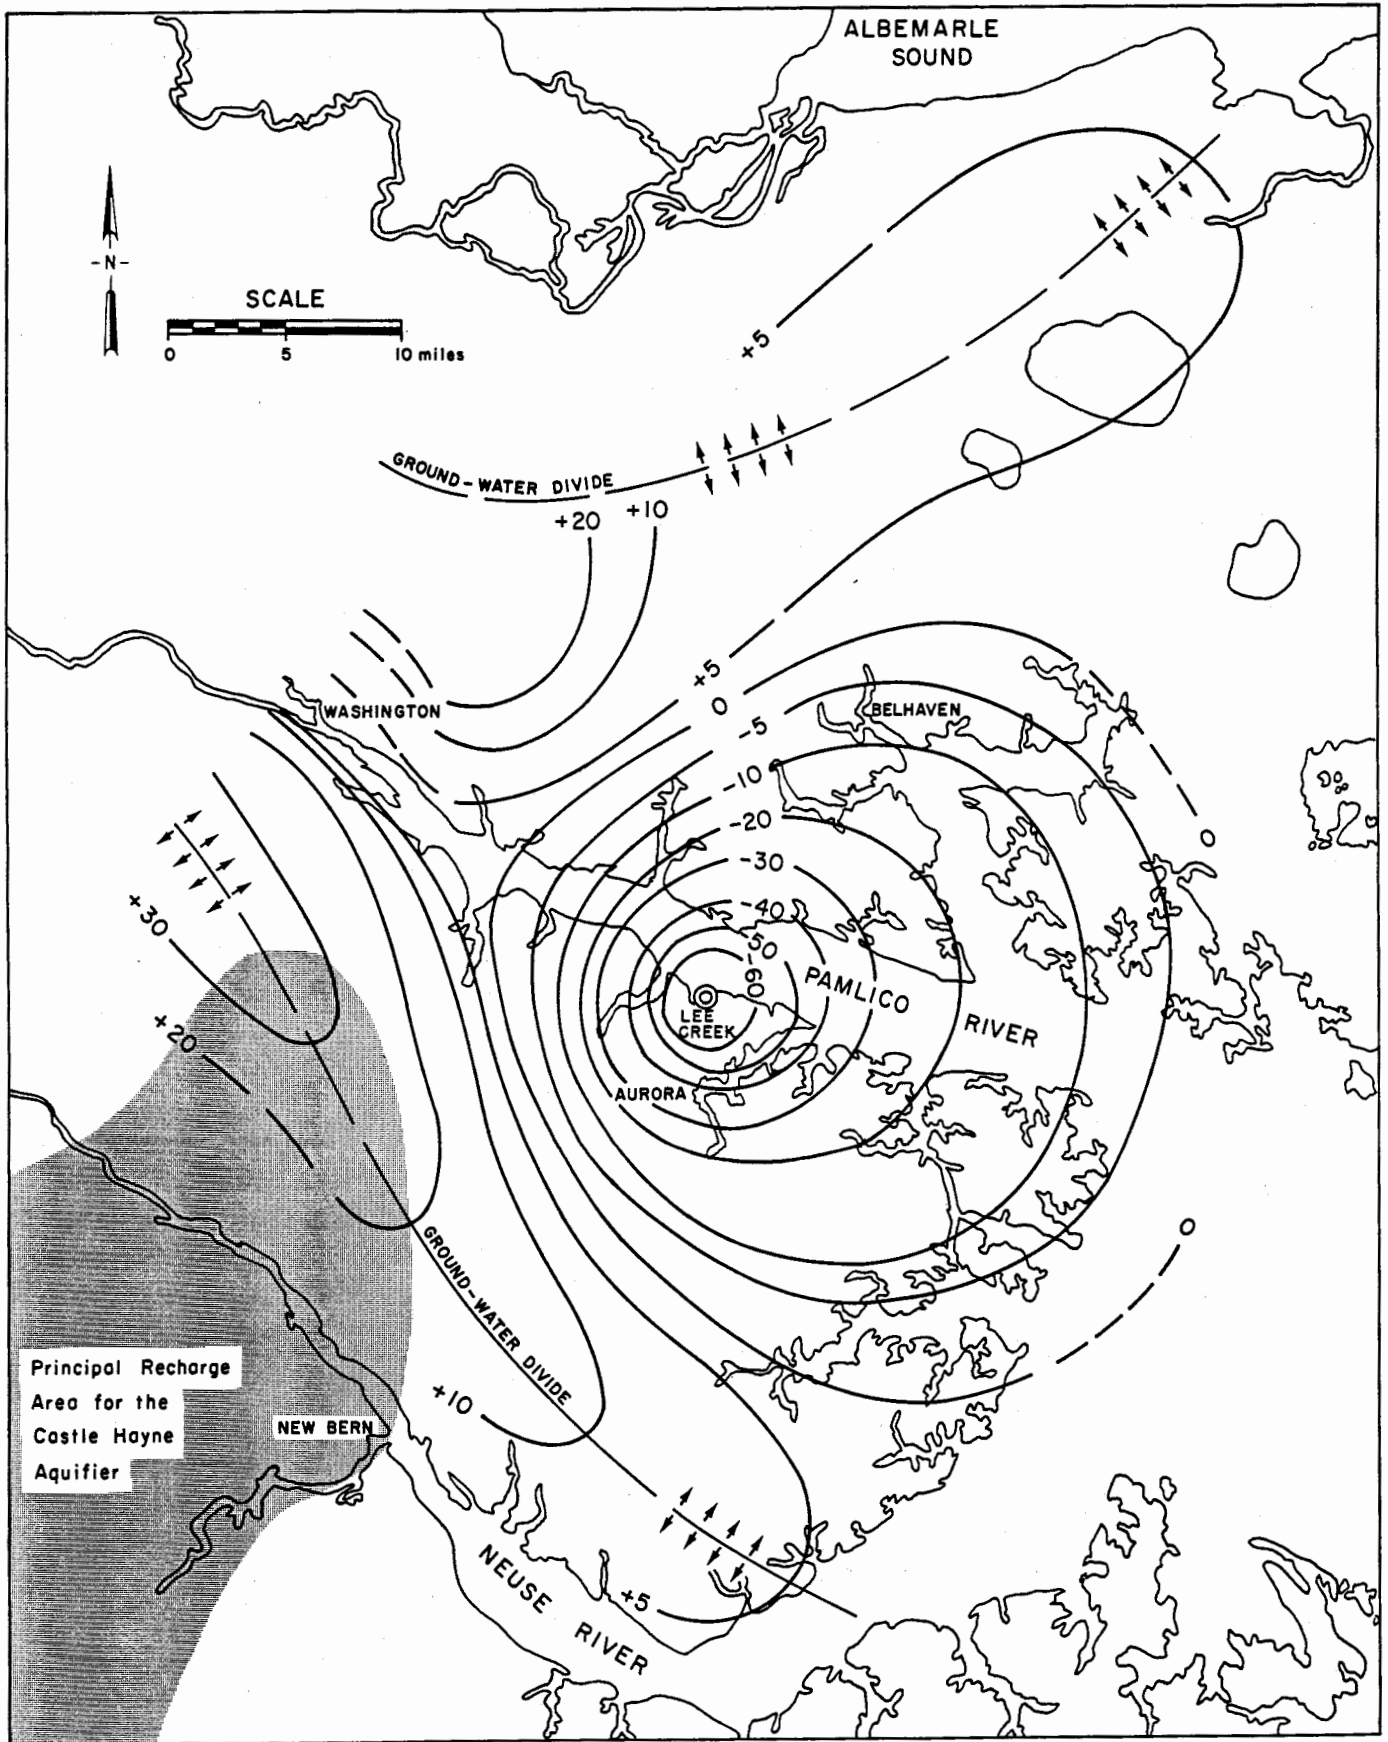 ALBEMARLE
SOUND
-N-
SCALE
0 5 10 miles
+5
GROUND-WATER DIVIDE
+20 +10
+5
WASHINGTON
0
BELHAVEN
-5
-10
-20
0
-30
+30
-40
-50
-60
PAMLICO
RIVER
LEE
CREEK
+20
AURORA
0
GROUND-WATER DIVIDE
Principal Recharge
Area for the
Castle Hayne
Aquifier
+10
NEW BERN
NEUSE
RIVER
+5